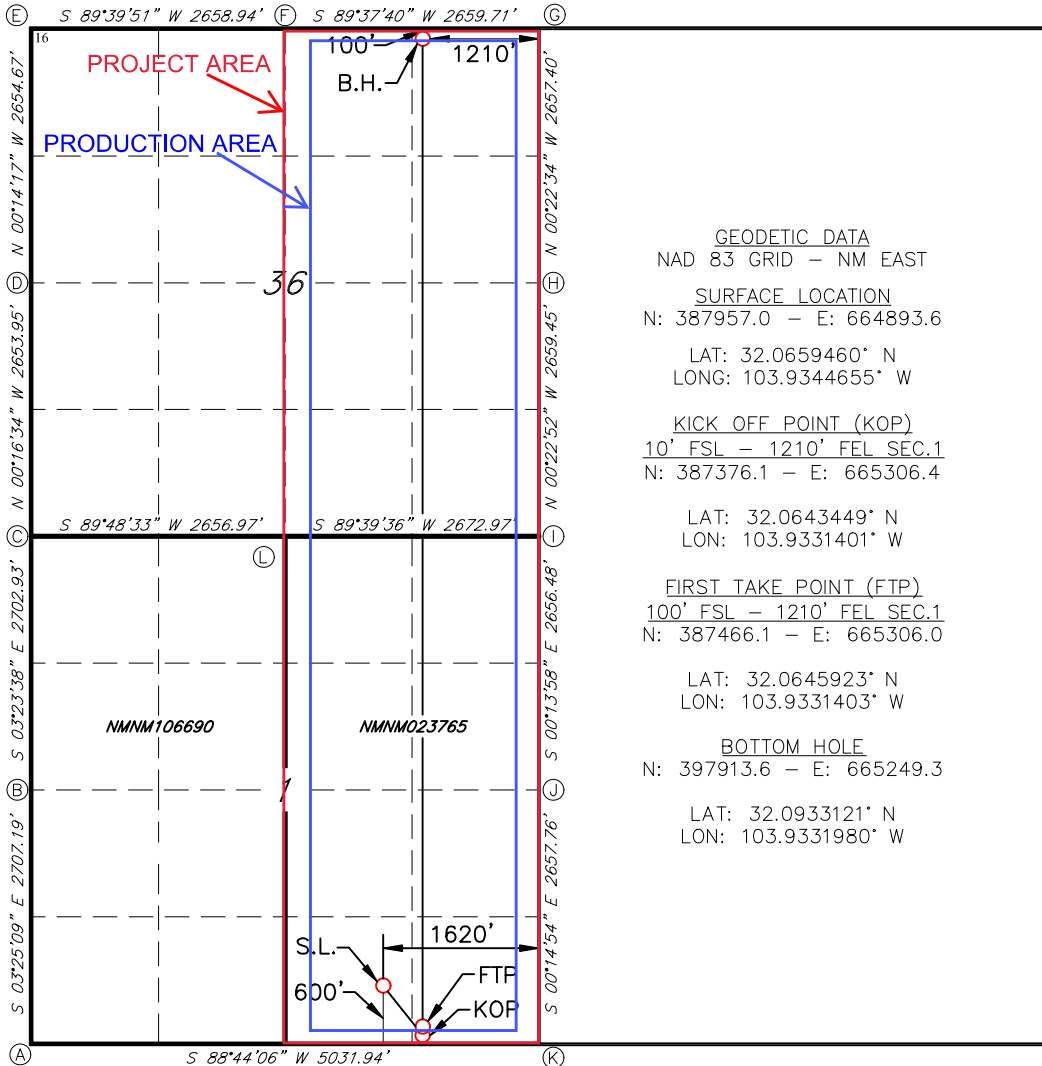 E
S 89°39'51" W 2658.94'
F
S 89°37'40" W 2659.71'
G
16
100'
1210'
B.H.
PROJECT AREA
PRODUCTION AREA
N 00°14'17" W 2654.67'
N 00°22'34" W 2657.40'
D
36
H
N 00°16'34" W 2653.95'
N 00°22'52" W 2659.45'
S 89°48'33" W 2656.97'
S 89°39'36" W 2672.97'
C
I
L
S 03°23'38" E 2702.93'
S 00°13'58" E 2656.48'
NMNM106690
NMNM023765
B
1
J
S 03°25'09" E 2707.19'
S 00°14'54" E 2657.76'
1620'
S.L.
FTP
600'
KOP
A
S 88°44'06" W 5031.94'
K
GEODETIC DATA
NAD 83 GRID – NM EAST
SURFACE LOCATION
N: 387957.0 – E: 664893.6
LAT: 32.0659460° N
LONG: 103.9344655° W
KICK OFF POINT (KOP)
10' FSL – 1210' FEL SEC.1
N: 387376.1 – E: 665306.4
LAT: 32.0643449° N
LON: 103.9331401° W
FIRST TAKE POINT (FTP)
100' FSL – 1210' FEL SEC.1
N: 387466.1 – E: 665306.0
LAT: 32.0645923° N
LON: 103.9331403° W
BOTTOM HOLE
N: 397913.6 – E: 665249.3
LAT: 32.0933121° N
LON: 103.9331980° W